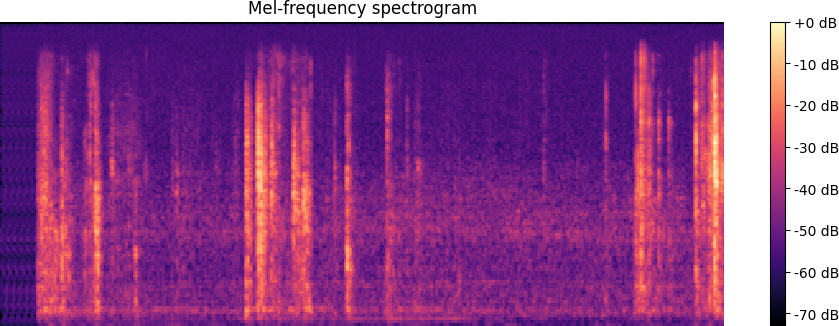 Mel-frequency spectrogram
+0 dB
-10 dB
-20 dB
-30 dB
-40 dB
-50 dB
-60 dB
-70 dB